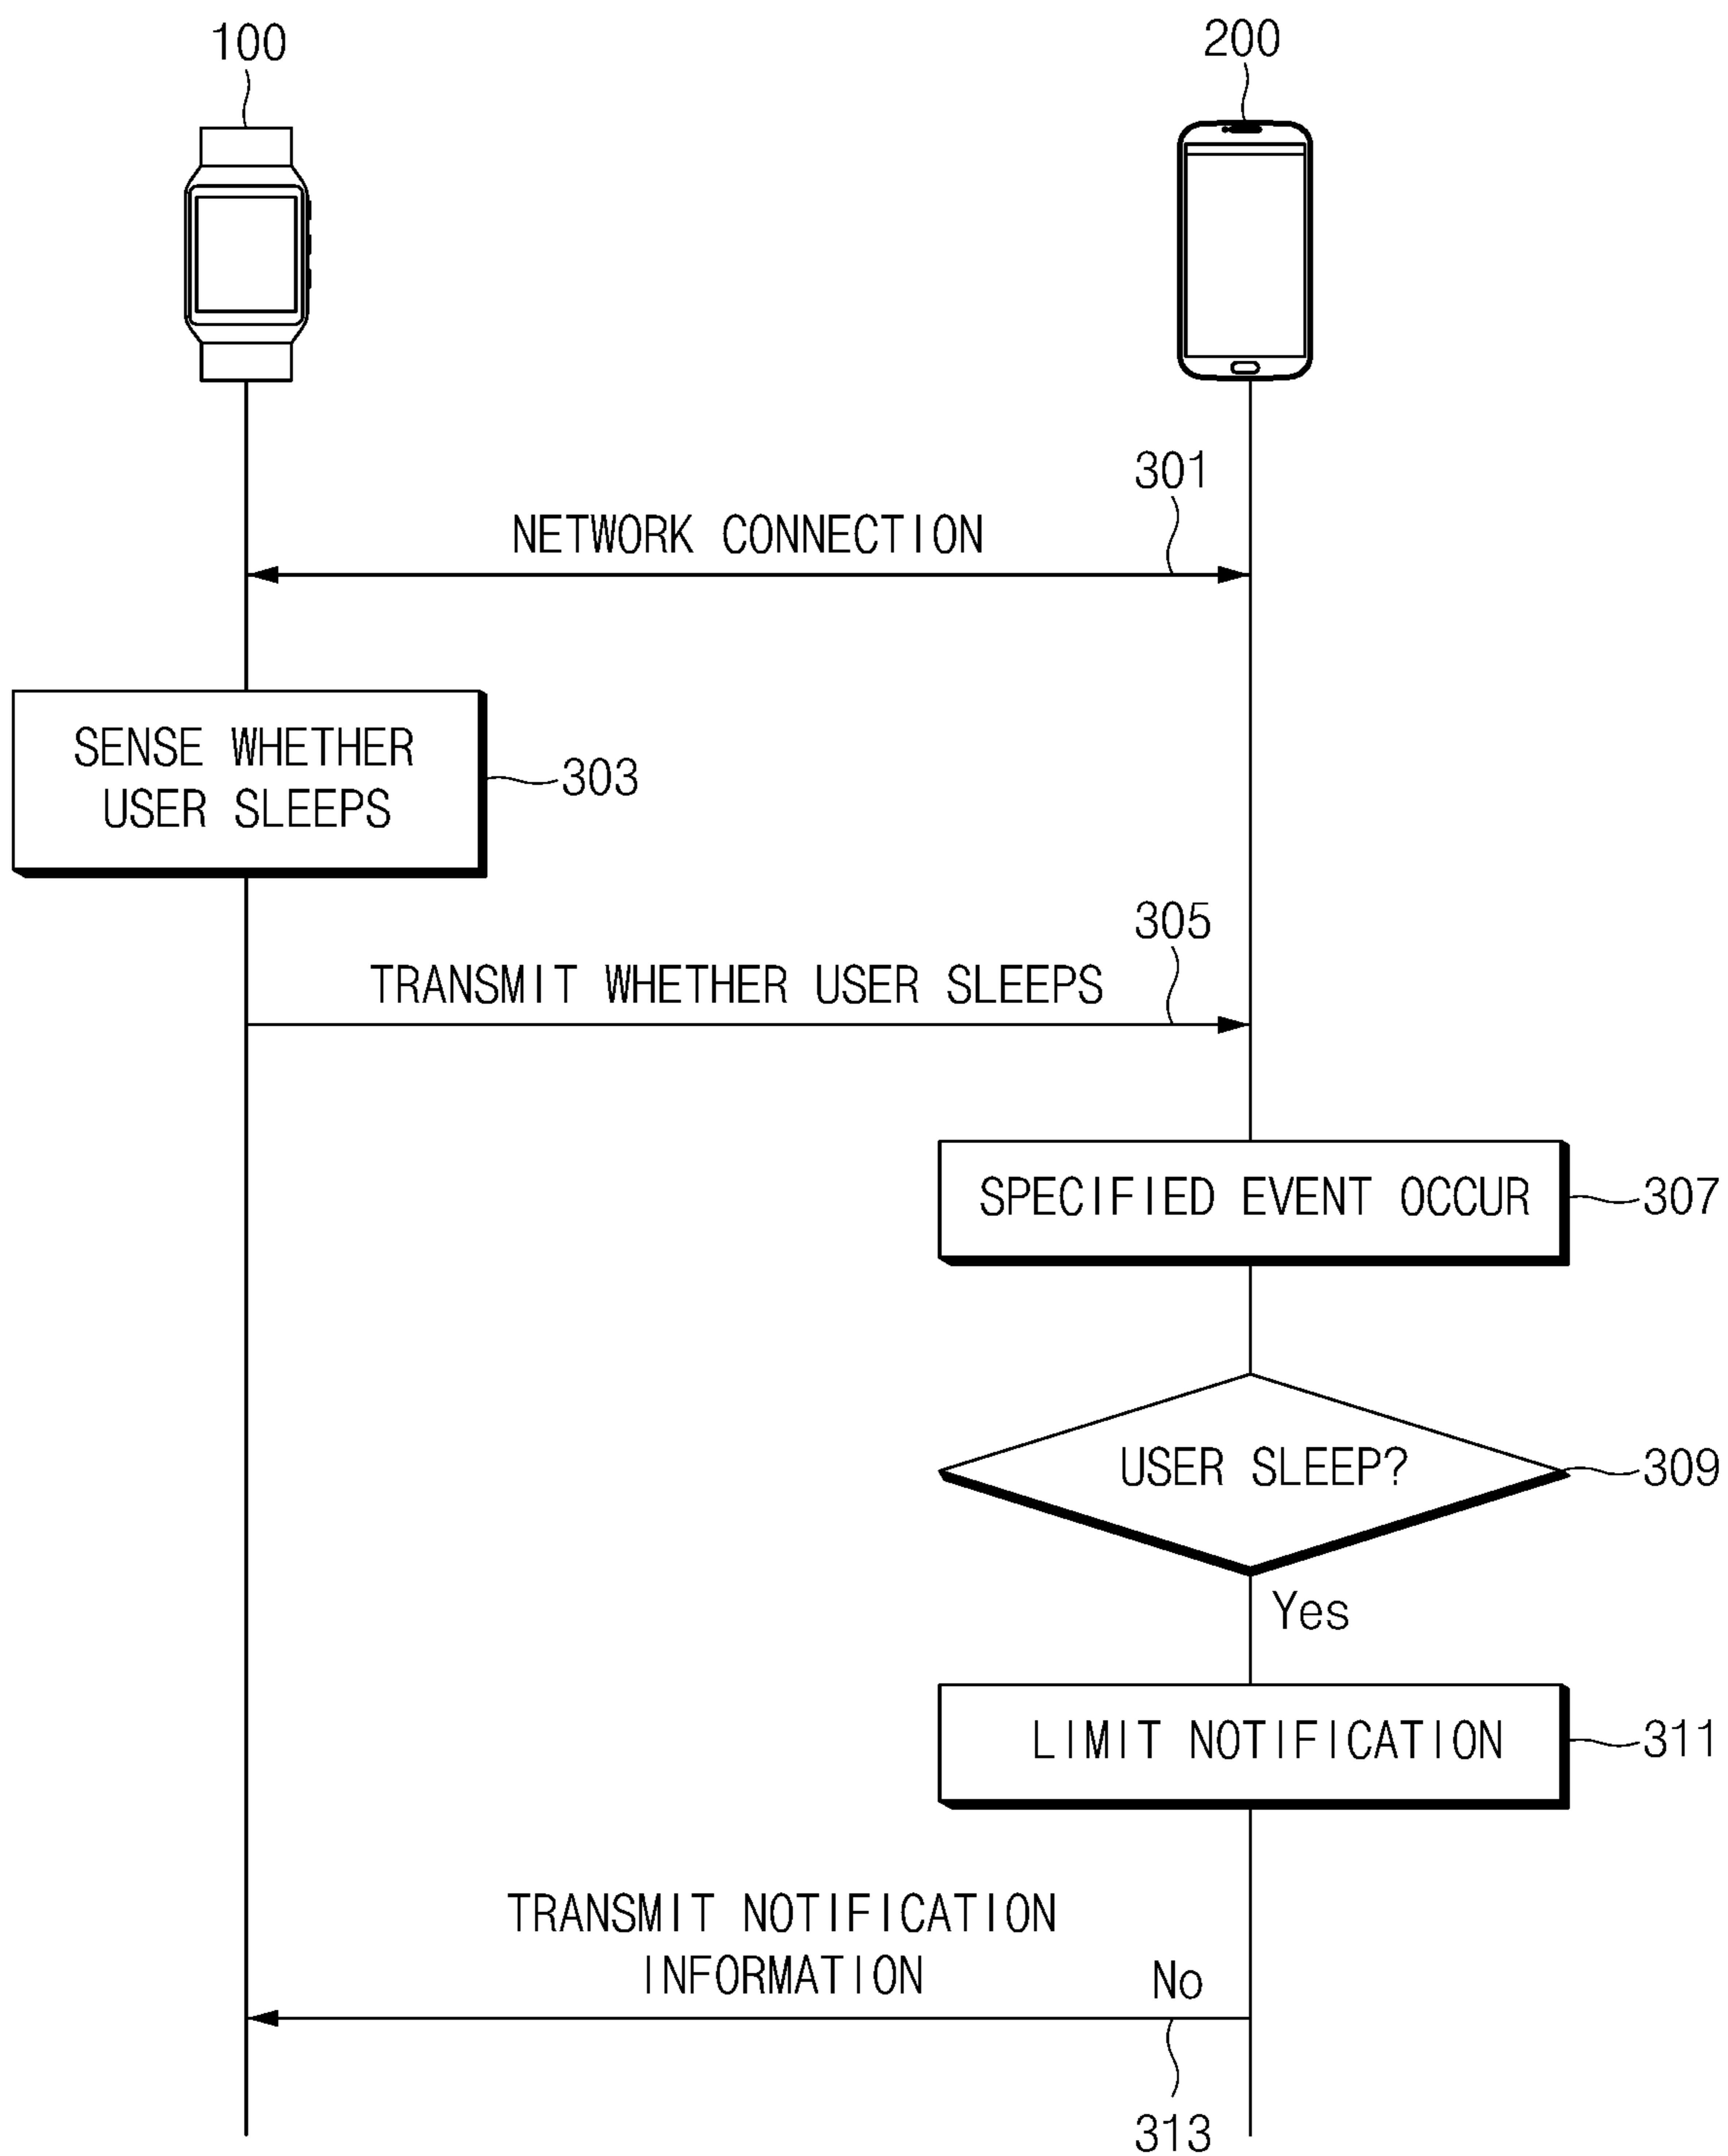 100
200
301
NETWORK CONNECTION
SENSE WHETHER
USER SLEEPS
303
305
TRANSMIT WHETHER USER SLEEPS
SPECIFIED EVENT OCCUR
307
USER SLEEP?
309
Yes
LIMIT NOTIFICATION
311
TRANSMIT NOTIFICATION
INFORMATION
No
313